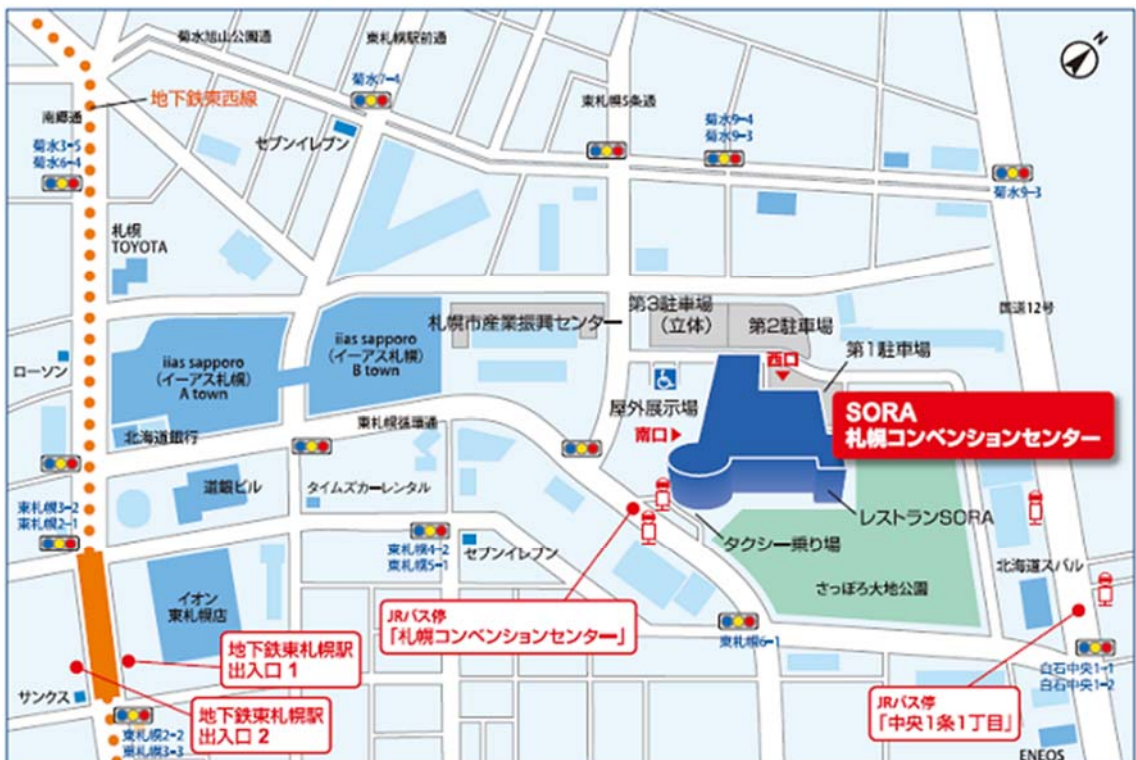 菊水旭山公園通
東札幌駅前通
N
菊水7-4
地下鉄東西線
南郷通
東札幌5条通
菊水9-4
菊水9-3
セブンイレブン
菊水3-5
菊水6-4
菊水9-3
札幌
TOYOTA
国道12号
第3駐車場
(立体)
札幌市産業振興センター
第2駐車場
iias sapporo
(イーアス札幌)
B town
iias sapporo
(イーアス札幌)
A town
第1駐車場
西口
ローソン
屋外展示場
SORA
札幌コンベンションセンター
東札幌環状通
北海道銀行
南口
道銀ビル
タイムズカーレンタル
東札幌3-2
東札幌2-1
レストランSORA
タクシー乗り場
東札幌4-2
東札幌5-1
セブンイレブン
北海道スバル
さっぽろ大地公園
イオン
東札幌店
JRバス停
「札幌コンベンションセンター」
東札幌6-1
地下鉄東札幌駅
出入口 1
白石中央1-1
白石中央1-2
サンクス
地下鉄東札幌駅
出入口 2
JRバス停
「中央1条1丁目」
東札幌2-2
東札幌3-3
ENEOS